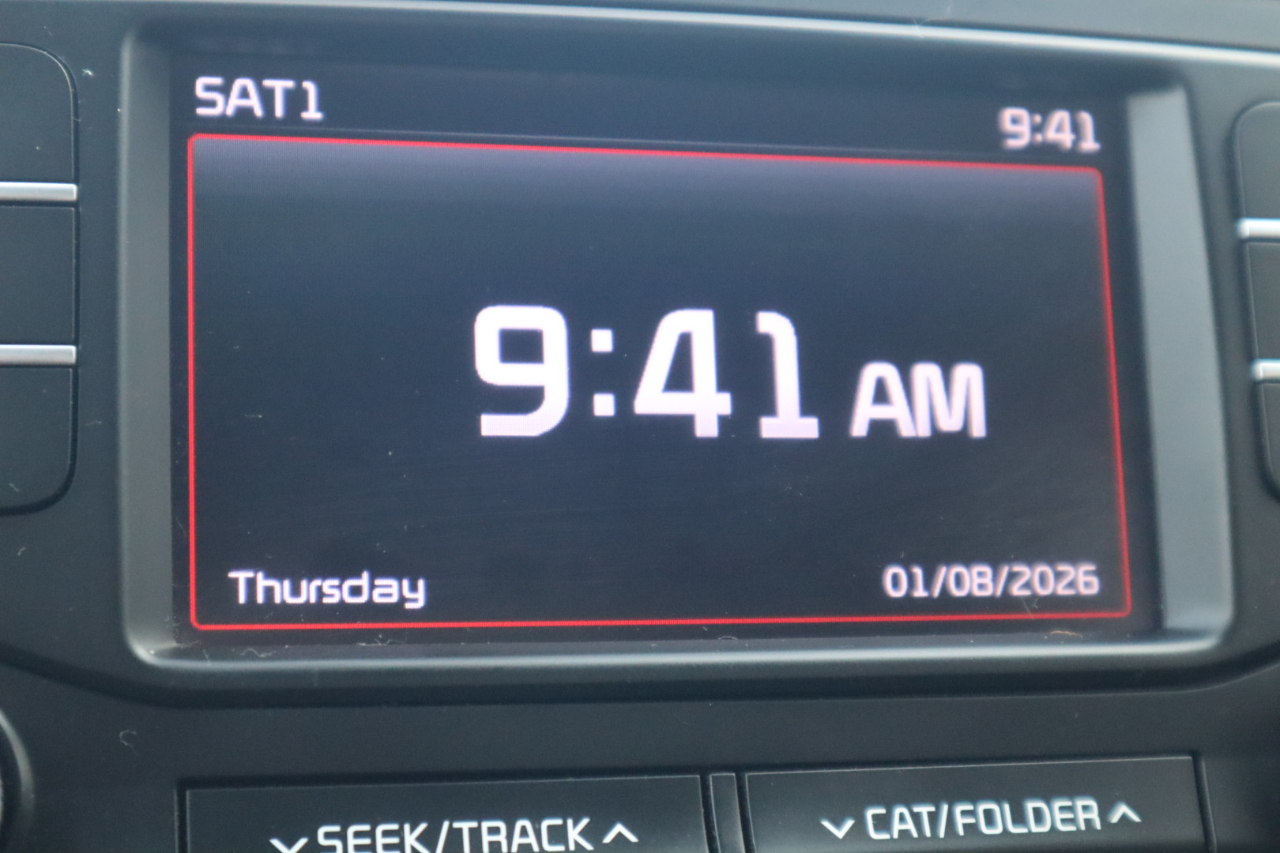 SAT1 9:41
9:41 AM
Thursday 01/08/2026
SEEK/TRACK CAT/FOLDER